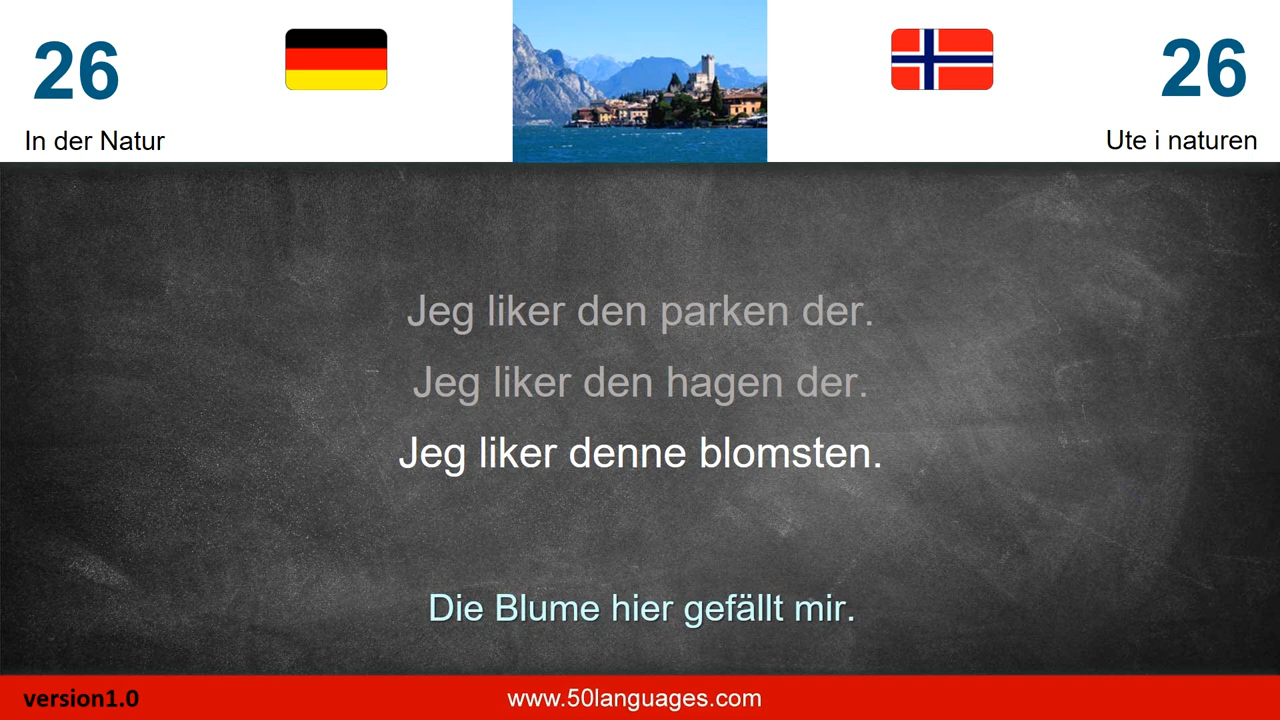 26
26
In der Natur
Ute i naturen
Jeg liker den parken der.
Jeg liker den hagen der.
Jeg liker denne blomsten.
Die Blume hier gefällt mir.
version1.0
www.50languages.com